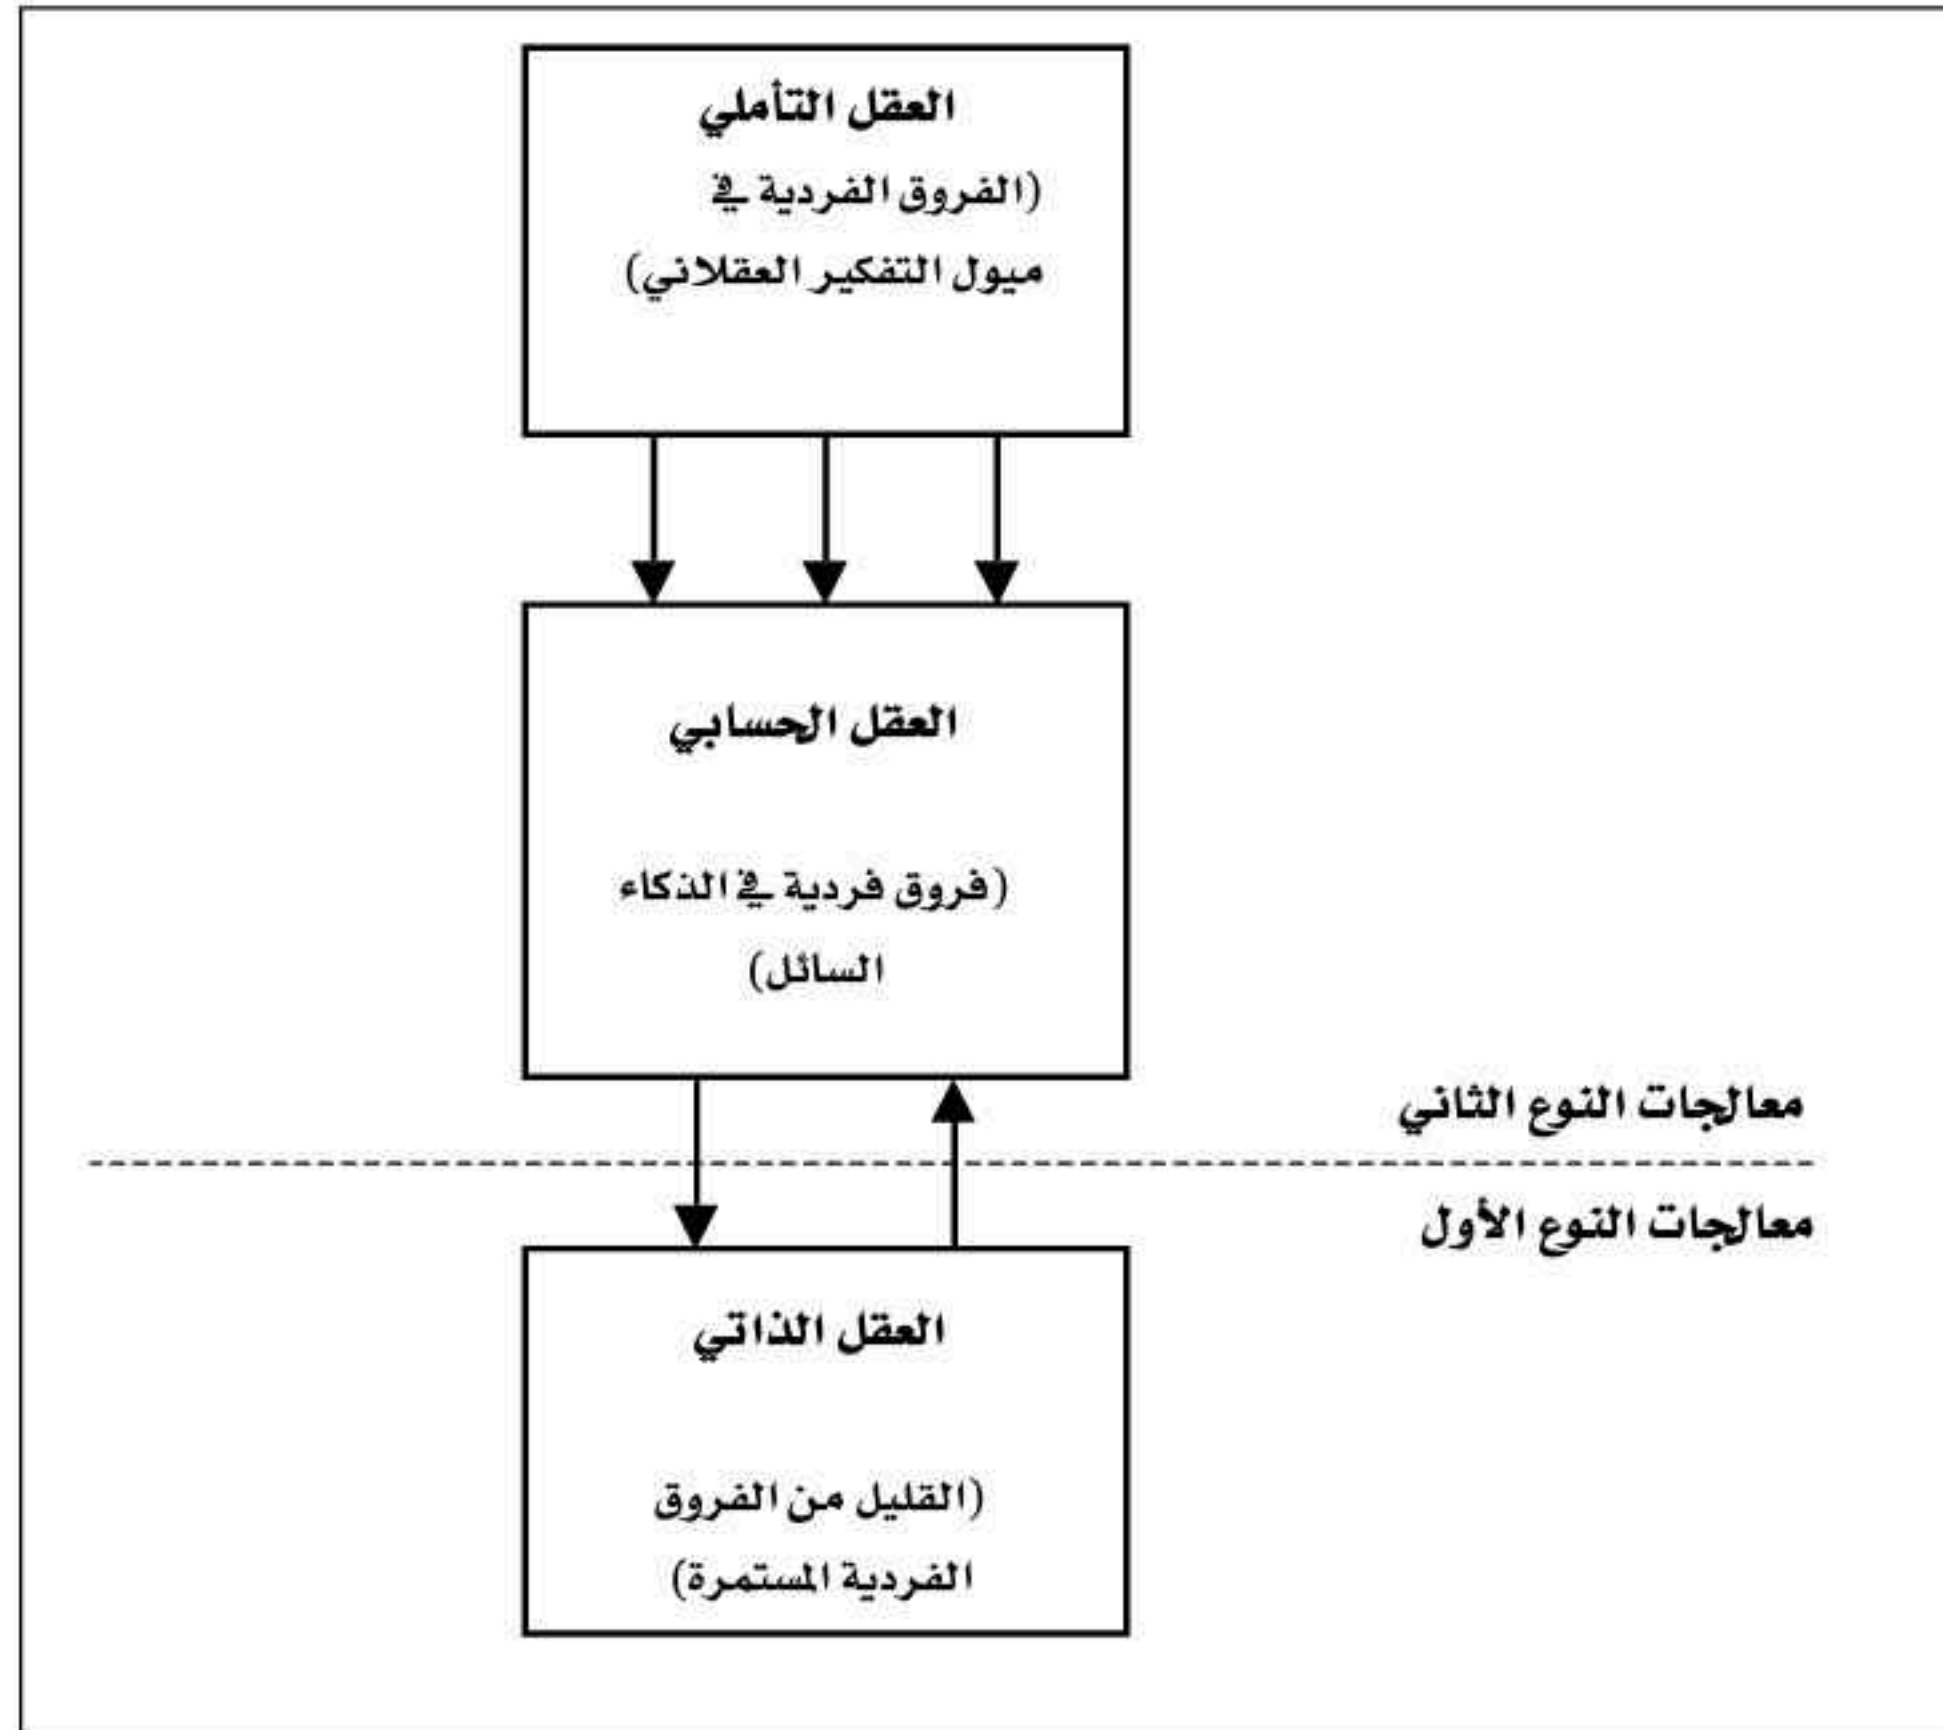 العقل التأملي
(الفروق الفردية في
ميول التفكير العقلاني)
العقل الحسابي
(فروق فردية في الذكاء
السائل)
معالجات النوع الثاني
معالجات النوع الأول
العقل الذاتي
(القليل من الفروق
الفردية المستمرة)